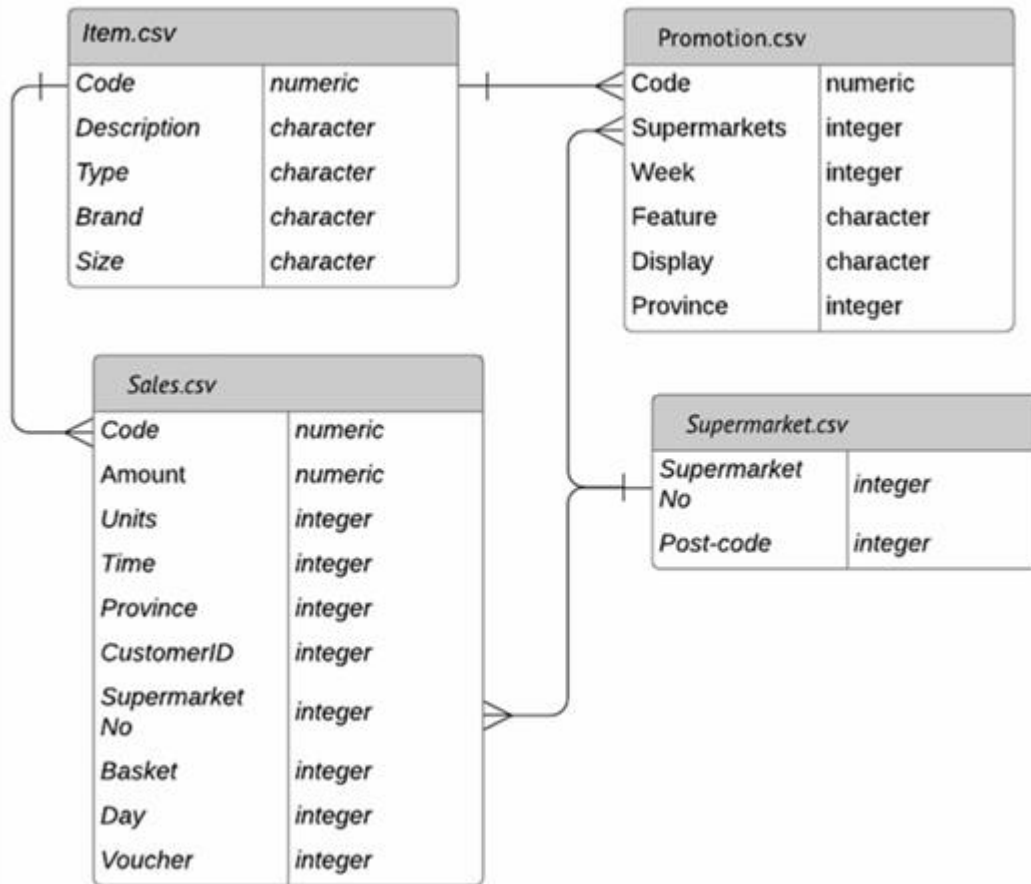 Item.csv
Code numeric
Description character
Type character
Brand character
Size character
Promotion.csv
Code numeric
Supermarkets integer
Week integer
Feature character
Display character
Province integer
Sales.csv
Code numeric
Amount numeric
Units integer
Time integer
Province integer
CustomerID integer
Supermarket
No integer
Basket integer
Day integer
Voucher integer
Supermarket.csv
Supermarket
No integer
Post-code integer